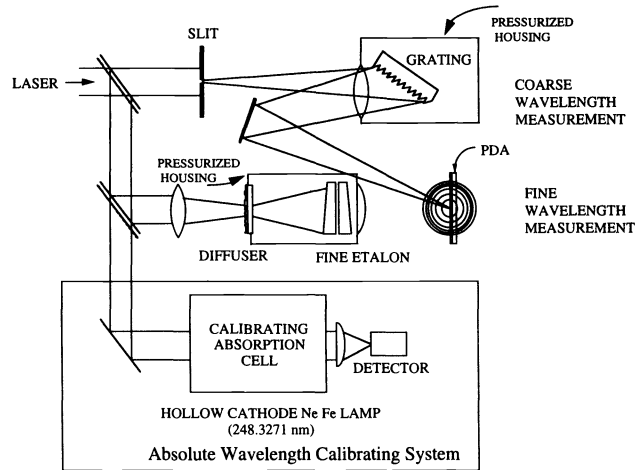 PRESSURIZED
HOUSING
SLIT
GRATING
LASER
COARSE
WAVELENGTH
MEASUREMENT
PDA
PRESSURIZED
HOUSING
FINE
WAVELENGTH
MEASUREMENT
DIFFUSER
FINE ETALON
CALIBRATING
ABSORPTION
CELL
DETECTOR
HOLLOW CATHODE Ne Fe LAMP
(248.3271 nm)
Absolute Wavelength Calibrating System